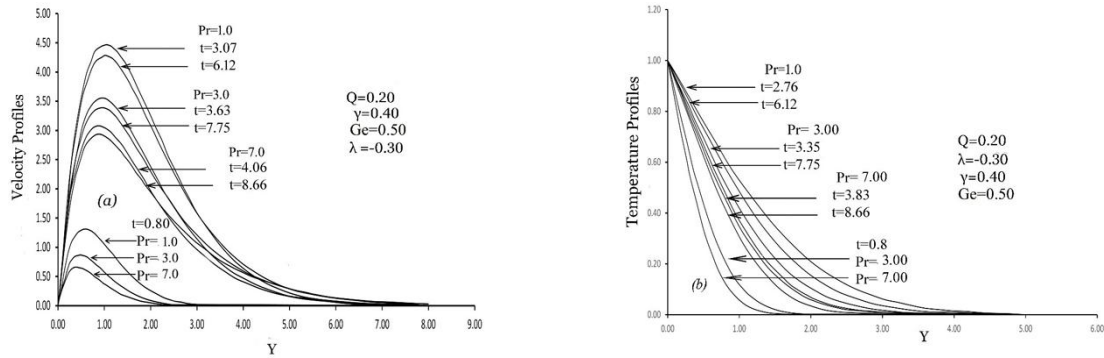 5.00
4.50
4.00
3.50
3.00
2.50
2.00
1.50
1.00
0.50
0.00
Velocity Profiles
Pr=1.0
t=3.07
t=6.12
Pr=3.0
t=3.63
t=7.75
Pr=7.0
t=4.06
t=8.66
Q=0.20
γ=0.40
Ge=0.50
λ =-0.30
(a)
t=0.80
Pr= 1.0
Pr= 3.0
Pr= 7.0
0.00 1.00 2.00 3.00 4.00 5.00 6.00 7.00 8.00 9.00
Y
1.20
1.00
0.80
0.60
0.40
0.20
0.00
Temperature Profiles
Pr=1.0
t=2.76
t=6.12
Pr= 3.00
t=3.35
t=7.75
Pr= 7.00
t=3.83
t=8.66
Q=0.20
λ=-0.30
γ=0.40
Ge=0.50
t=0.8
Pr= 3.00
Pr= 7.00
(b)
0.00 1.00 2.00 3.00 4.00 5.00 6.00
Y